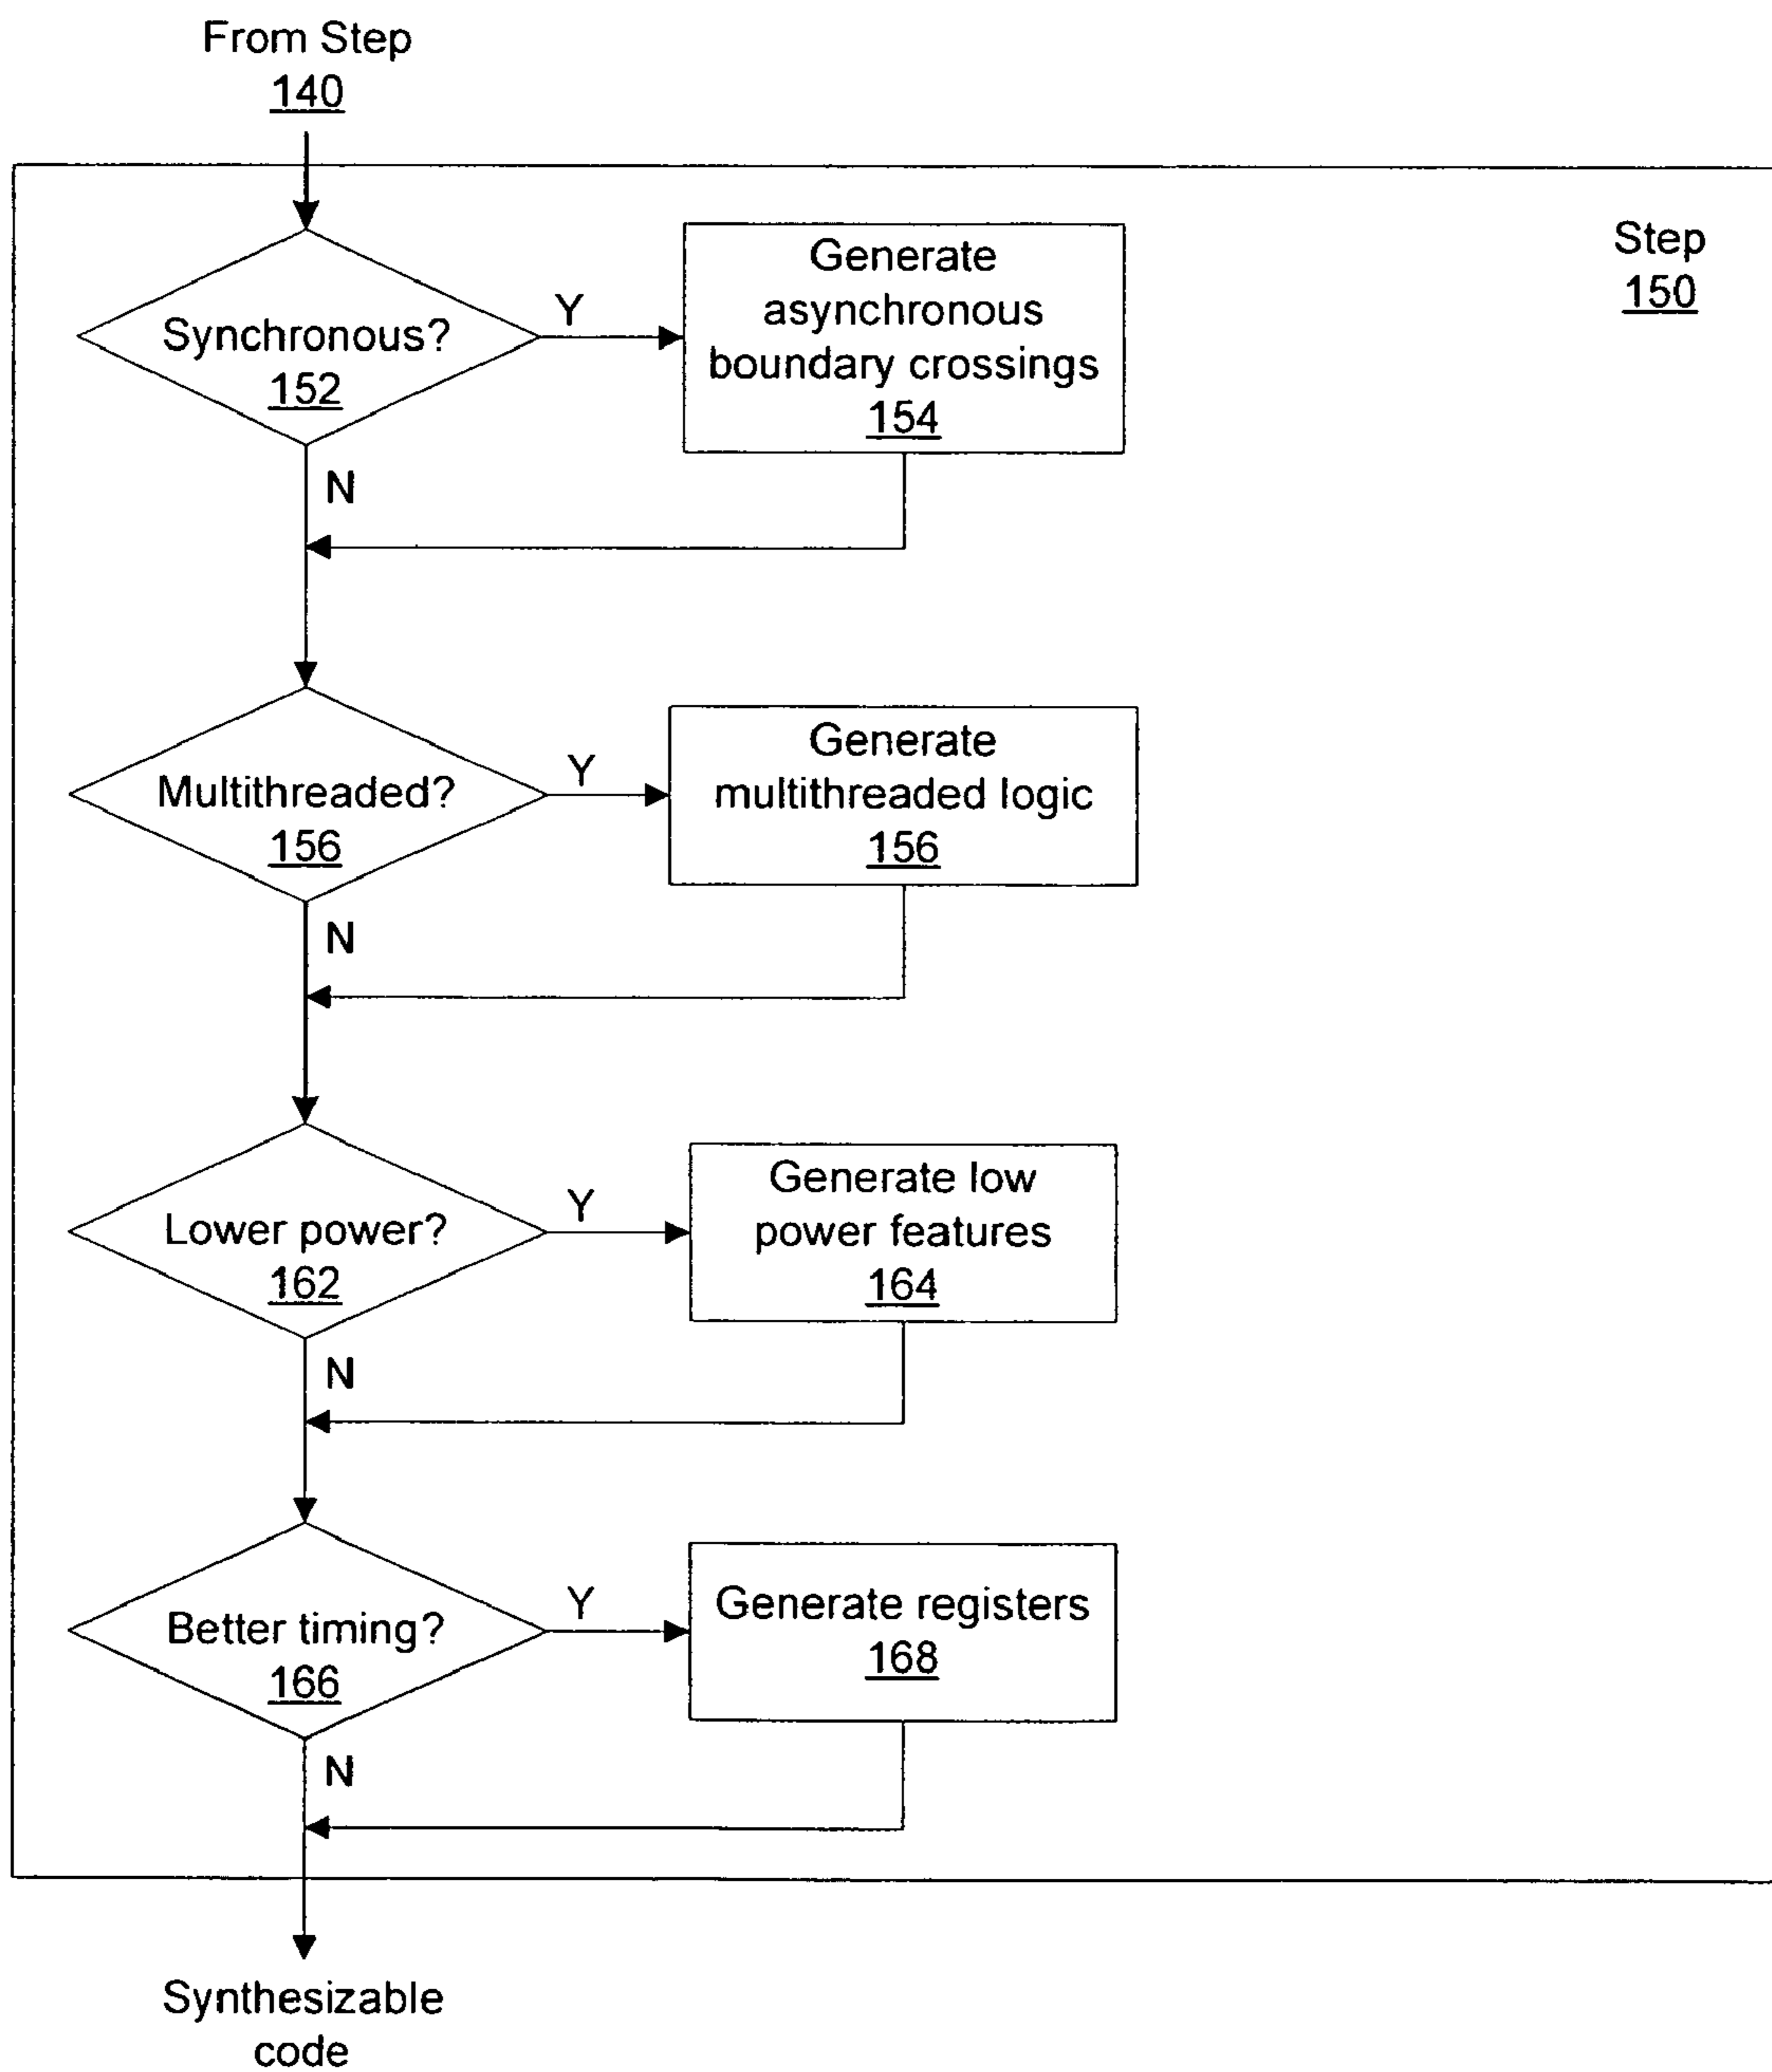 From Step
140
Step
150
Synchronous?
152
Y
Generate
asynchronous
boundary crossings
154
N
Multithreaded?
156
Y
Generate
multithreaded logic
156
N
Lower power?
162
Y
Generate low
power features
164
N
Better timing?
166
Y
Generate registers
168
N
Synthesizable
code